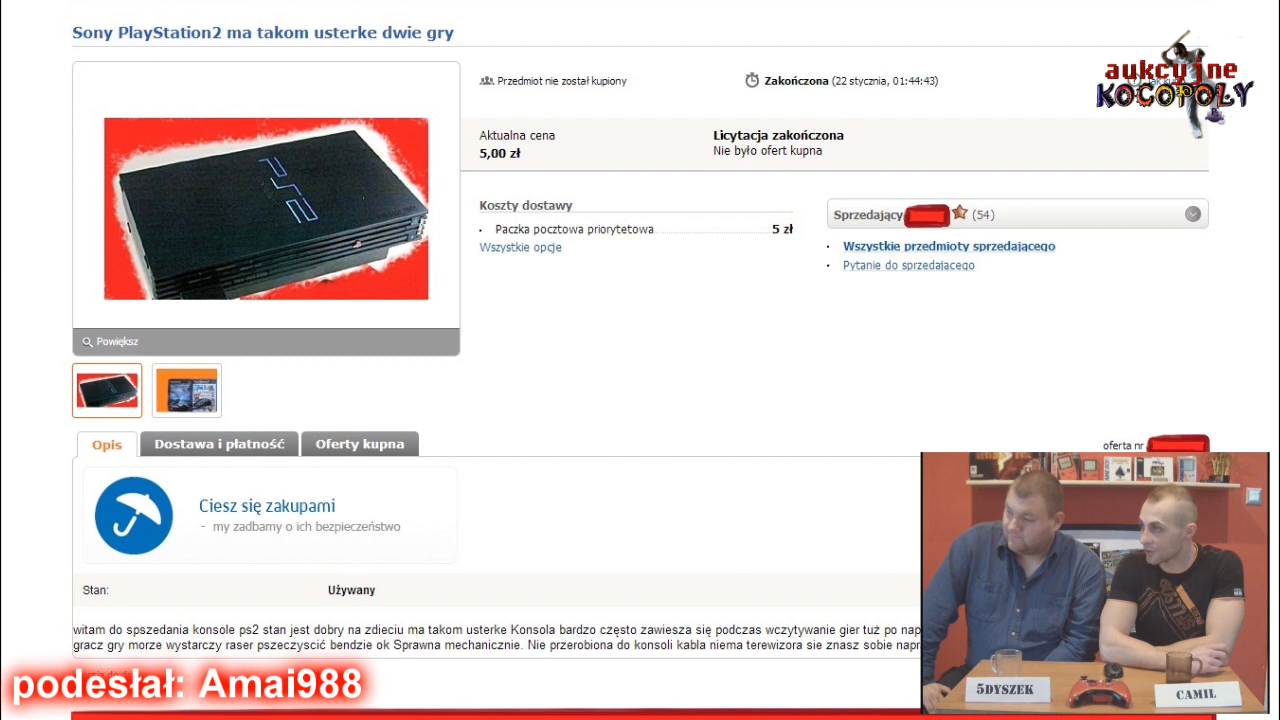 Sony PlayStation2 ma takom usterke dwie gry
Przedmiot nie został kupiony
Zakończona (22 stycznia, 01:44:43)
aukcyjne
KOCOPOŁY
Aktualna cena
5,00 zł
Licytacja zakończona
Nie było ofert kupna
PS2
Koszty dostawy
Paczka pocztowa priorytetowa 5 zł
Wszystkie opcje
Sprzedający (54)
Wszystkie przedmioty sprzedającego
Pytanie do sprzedającego
Powiększ
Opis
Dostawa i płatność
Oferty kupna
oferta nr
Ciesz się zakupami
- my zadbamy o ich bezpieczeństwo
Stan: Używany
witam do spszedania konsole ps2 stan jest dobry na zdieciu ma takom usterke Konsola bardzo często zawiesza się podczas wczytywanie gier tuż po nap
gracz gry morze wystarczy raser pszeczyscić bendzie ok Sprawna mechanicznie. Nie przerobiona do konsoli kabla niema terewizora sie znasz sobie napr
podesłał: Amai988
5DYSZEK
CAMIL